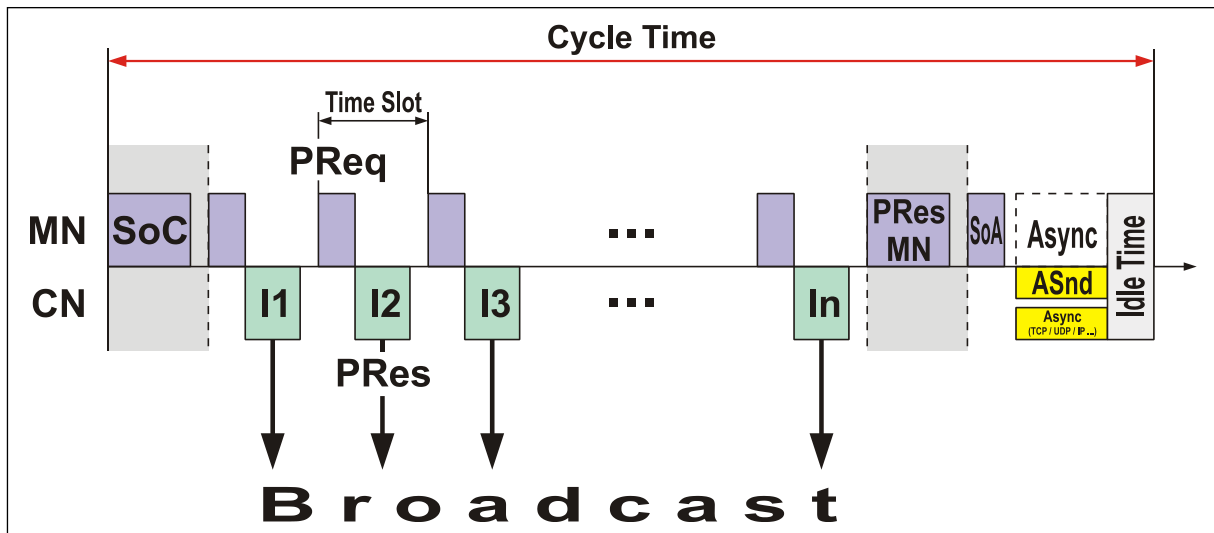 Cycle Time
Time Slot
PReq
MN
SoC
...
PRes
MN
SoA
Async
Idle Time
CN
I1
I2
I3
...
In
ASnd
Async
(TCP / UDP / IP ...)
PRes
B r o a d c a s t